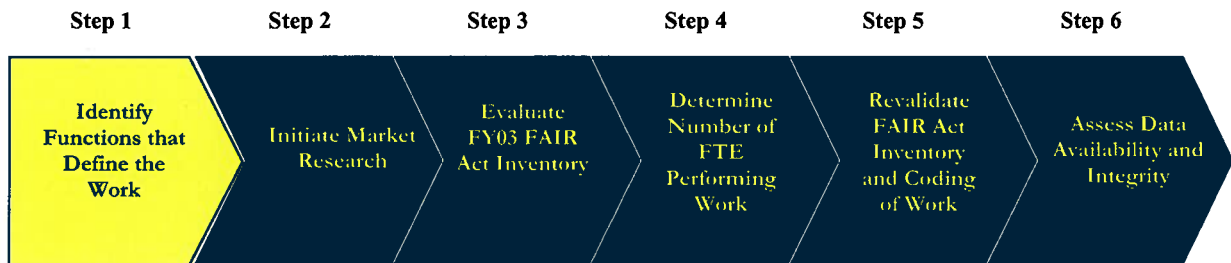 Step 1
Step 2
Step 3
Step 4
Step 5
Step 6
Identify
Functions that
Define the
Work
Initiate Market
Research
Evaluate
FY03 FAIR
Act Inventory
Determine
Number of
FTE
Performing
Work
Revalidate
FAIR Act
Inventory
and Coding
of Work
Assess Data
Availability and
Integrity